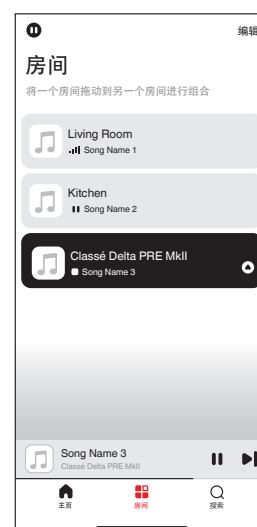 编辑
房间
将一个房间拖动到另一个房间进行组合
Living Room
Song Name 1
Kitchen
Song Name 2
Classé Delta PRE MkII
Song Name 3
Song Name 3
Classé Delta PRE MkII
主页
房间
搜索